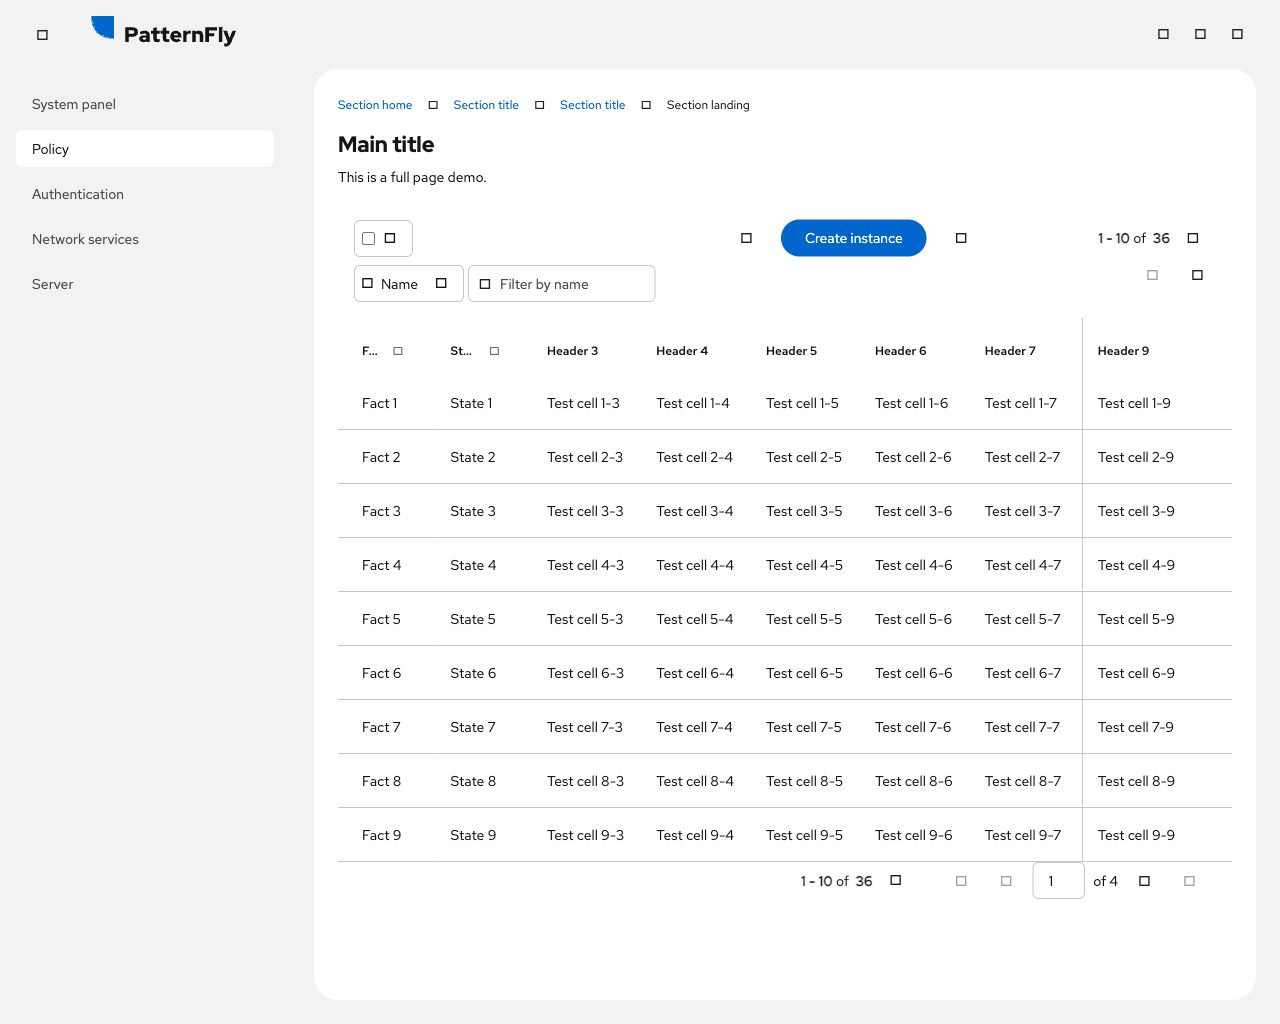 PatternFly
System panel
Policy
Authentication
Network services
Server
Section home Section title Section title Section landing
Main title
This is a full page demo.
Create instance 1 - 10 of 36
Name Filter by name
F... St... Header 3 Header 4 Header 5 Header 6 Header 7 Header 9
Fact 1 State 1 Test cell 1-3 Test cell 1-4 Test cell 1-5 Test cell 1-6 Test cell 1-7 Test cell 1-9
Fact 2 State 2 Test cell 2-3 Test cell 2-4 Test cell 2-5 Test cell 2-6 Test cell 2-7 Test cell 2-9
Fact 3 State 3 Test cell 3-3 Test cell 3-4 Test cell 3-5 Test cell 3-6 Test cell 3-7 Test cell 3-9
Fact 4 State 4 Test cell 4-3 Test cell 4-4 Test cell 4-5 Test cell 4-6 Test cell 4-7 Test cell 4-9
Fact 5 State 5 Test cell 5-3 Test cell 5-4 Test cell 5-5 Test cell 5-6 Test cell 5-7 Test cell 5-9
Fact 6 State 6 Test cell 6-3 Test cell 6-4 Test cell 6-5 Test cell 6-6 Test cell 6-7 Test cell 6-9
Fact 7 State 7 Test cell 7-3 Test cell 7-4 Test cell 7-5 Test cell 7-6 Test cell 7-7 Test cell 7-9
Fact 8 State 8 Test cell 8-3 Test cell 8-4 Test cell 8-5 Test cell 8-6 Test cell 8-7 Test cell 8-9
Fact 9 State 9 Test cell 9-3 Test cell 9-4 Test cell 9-5 Test cell 9-6 Test cell 9-7 Test cell 9-9
1 - 10 of 36 1 of 4